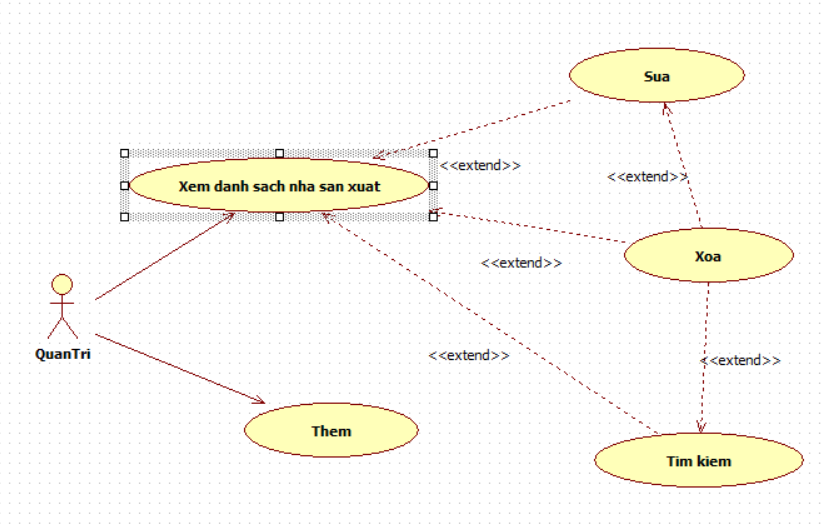 Sua
<<extend>>
<<extend>>
Xem danh sach nha san xuat
<<extend>>
Xoa
QuanTri
<<extend>>
<<extend>>
Them
Tim kiem